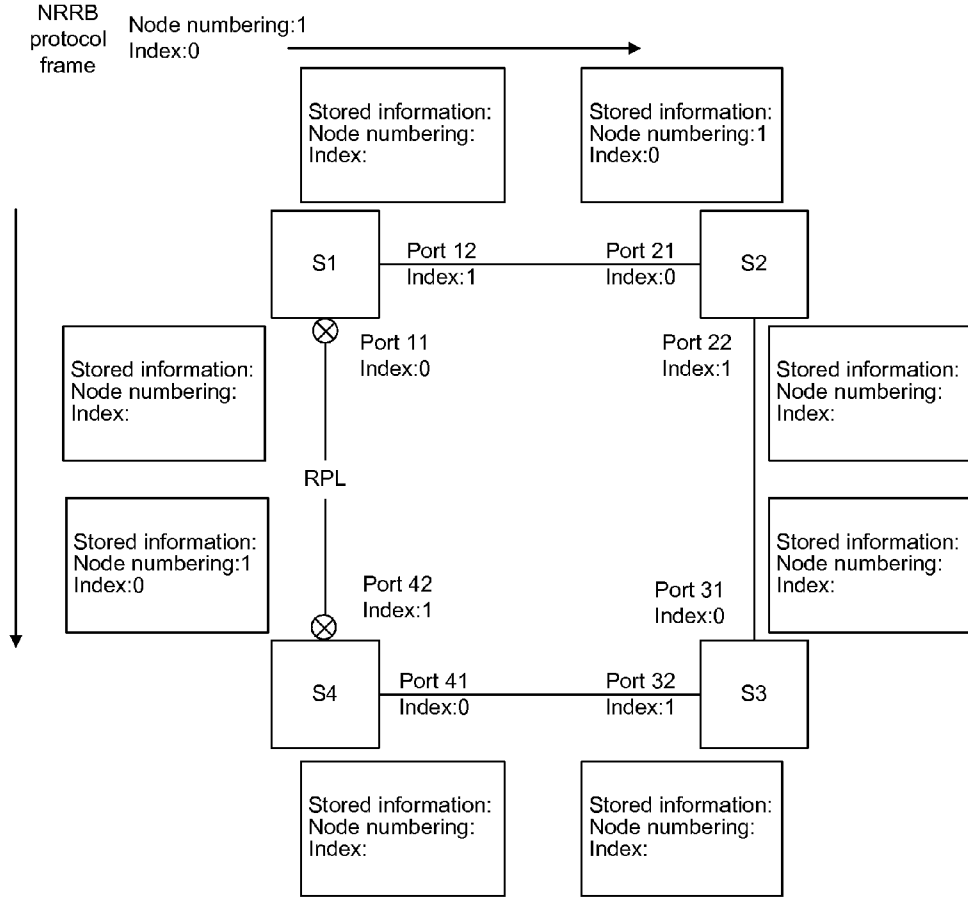 NRRB
protocol
frame
Node numbering:1
Index:0
Stored information:
Node numbering:
Index:
Stored information:
Node numbering:1
Index:0
S1
Port 12
Index:1
Port 21
Index:0
S2
Port 11
Index:0
Port 22
Index:1
Stored information:
Node numbering:
Index:
Stored information:
Node numbering:
Index:
RPL
Stored information:
Node numbering:1
Index:0
Stored information:
Node numbering:
Index:
Port 42
Index:1
Port 31
Index:0
S4
Port 41
Index:0
Port 32
Index:1
S3
Stored information:
Node numbering:
Index:
Stored information:
Node numbering:
Index: